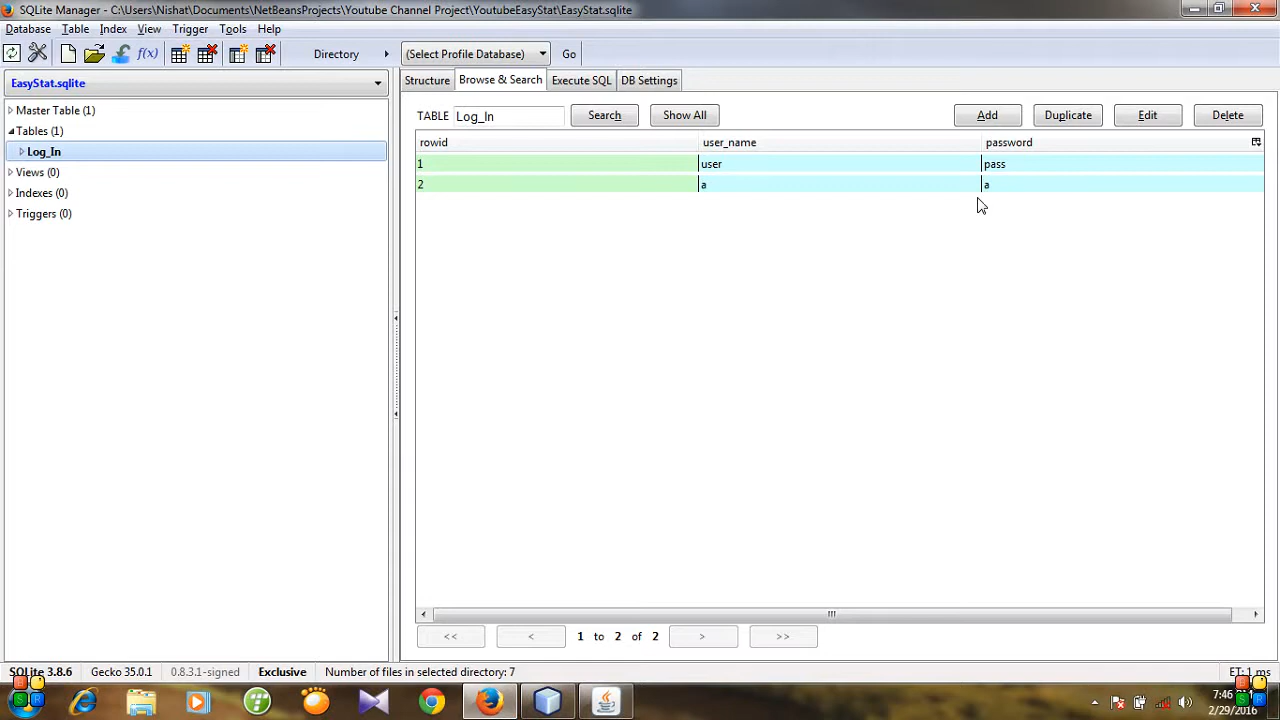 SQLite Manager - C:\Users\Nishat\Documents\NetBeansProjects\Youtube Channel Project\YoutubeEasyStat\EasyStat.sqlite
Database Table Index View Trigger Tools Help
f(x) Directory (Select Profile Database) Go
EasyStat.sqlite
Structure Browse & Search Execute SQL DB Settings
Master Table (1)
Tables (1)
Log_In
Views (0)
Indexes (0)
Triggers (0)
TABLE Log_In Search Show All Add Duplicate Edit Delete
rowid user_name password
1 user pass
2 a a
<< < 1 to 2 of 2 > >>
SQLite 3.8.6 Gecko 35.0.1 0.8.3.1-signed Exclusive Number of files in selected directory: 7 ET: 1 ms
S R
7:46
2/29/2016
S R